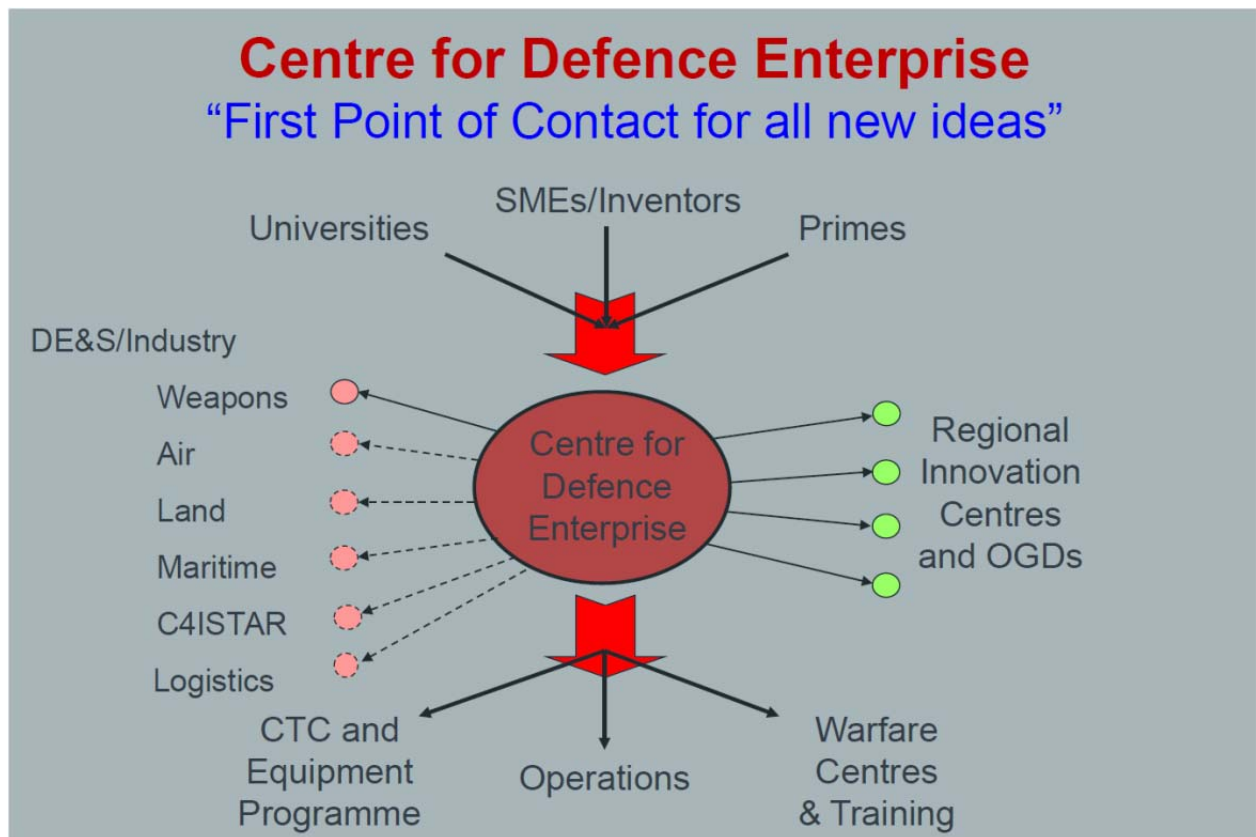 Centre for Defence Enterprise
“First Point of Contact for all new ideas”
SMEs/Inventors
Universities
Primes
DE&S/Industry
Weapons
Air
Land
Maritime
C4ISTAR
Logistics
Centre for
Defence
Enterprise
Regional
Innovation
Centres
and OGDs
CTC and
Equipment
Programme
Operations
Warfare
Centres
& Training